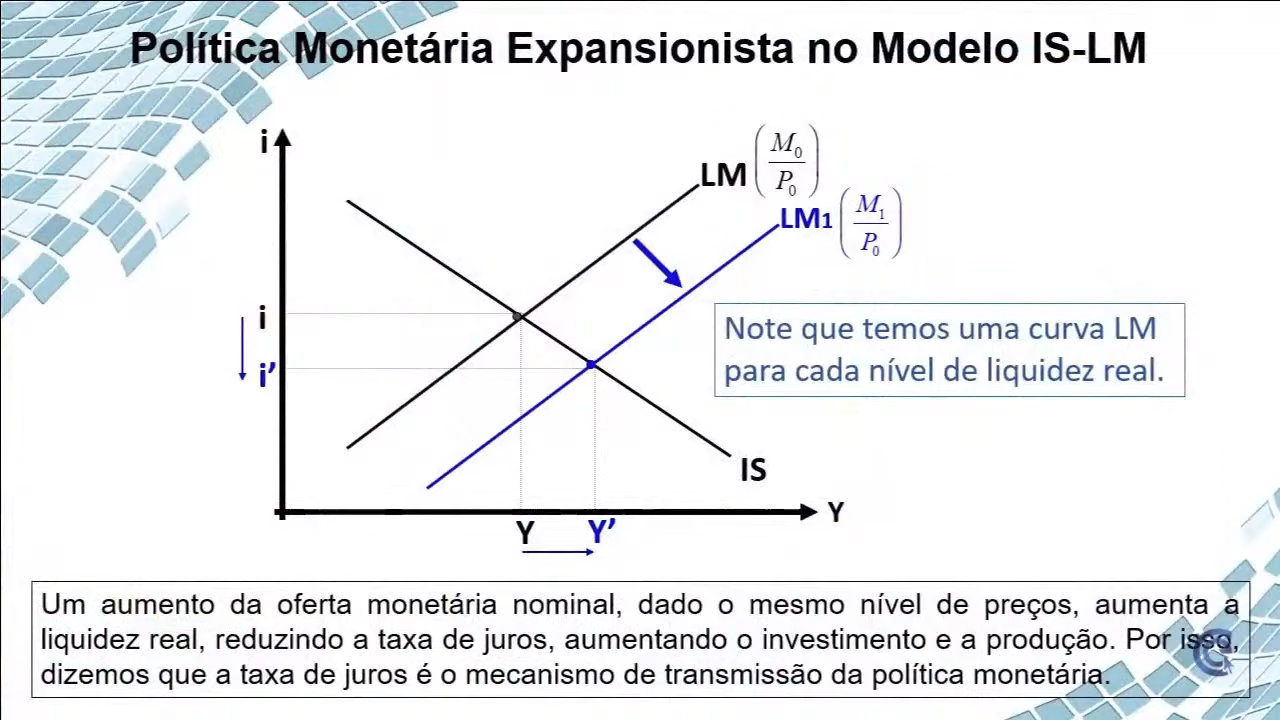 Política Monetária Expansionista no Modelo IS-LM
i
LM (M0/P0)
LM1 (M1/P0)
i
i’
Note que temos uma curva LM
para cada nível de liquidez real.
IS
Y
Y Y’
Um aumento da oferta monetária nominal, dado o mesmo nível de preços, aumenta a
liquidez real, reduzindo a taxa de juros, aumentando o investimento e a produção. Por isso,
dizemos que a taxa de juros é o mecanismo de transmissão da política monetária.